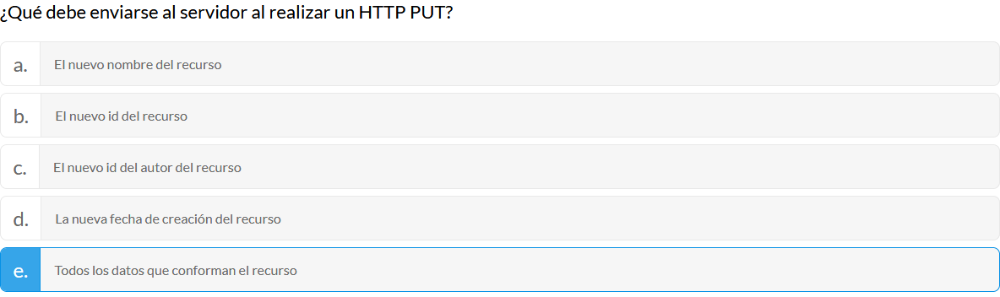 ¿Qué debe enviarse al servidor al realizar un HTTP PUT?
a. El nuevo nombre del recurso
b. El nuevo id del recurso
c. El nuevo id del autor del recurso
d. La nueva fecha de creación del recurso
e. Todos los datos que conforman el recurso